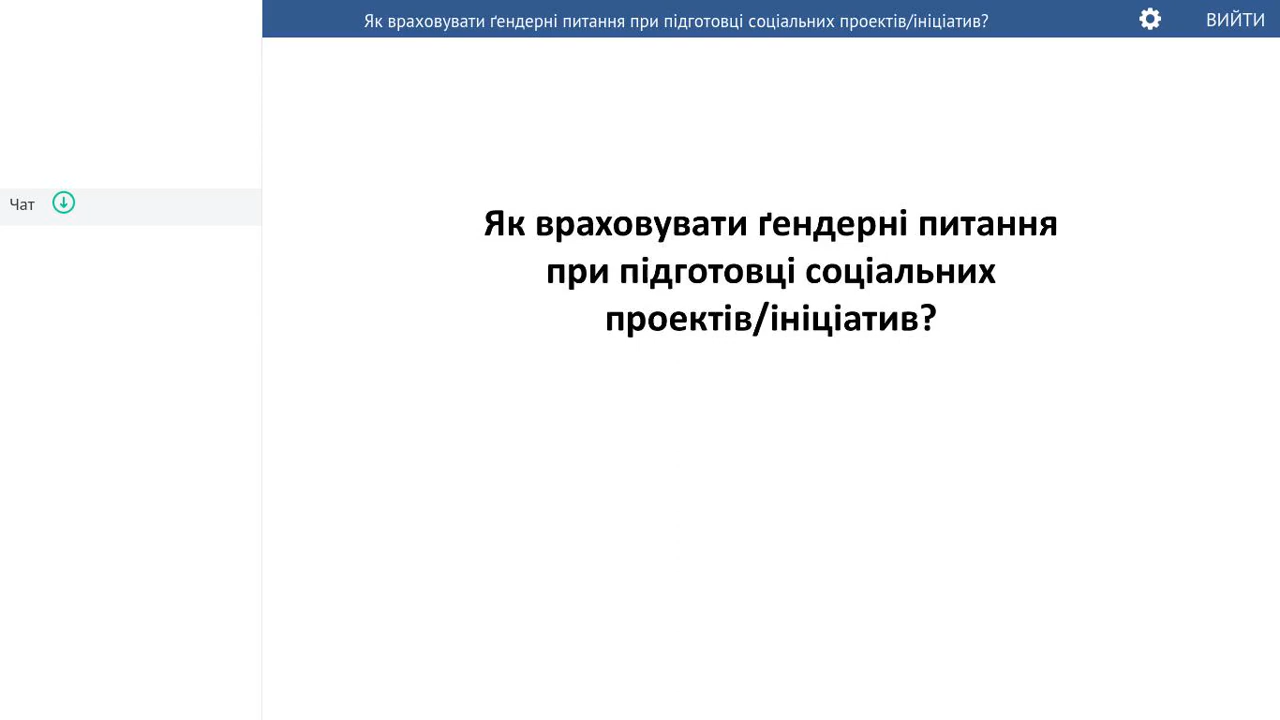 Як враховувати ґендерні питання при підготовці соціальних проектів/ініціатив?
ВИЙТИ
Чат
Як враховувати ґендерні питання
при підготовці соціальних
проектів/ініціатив?